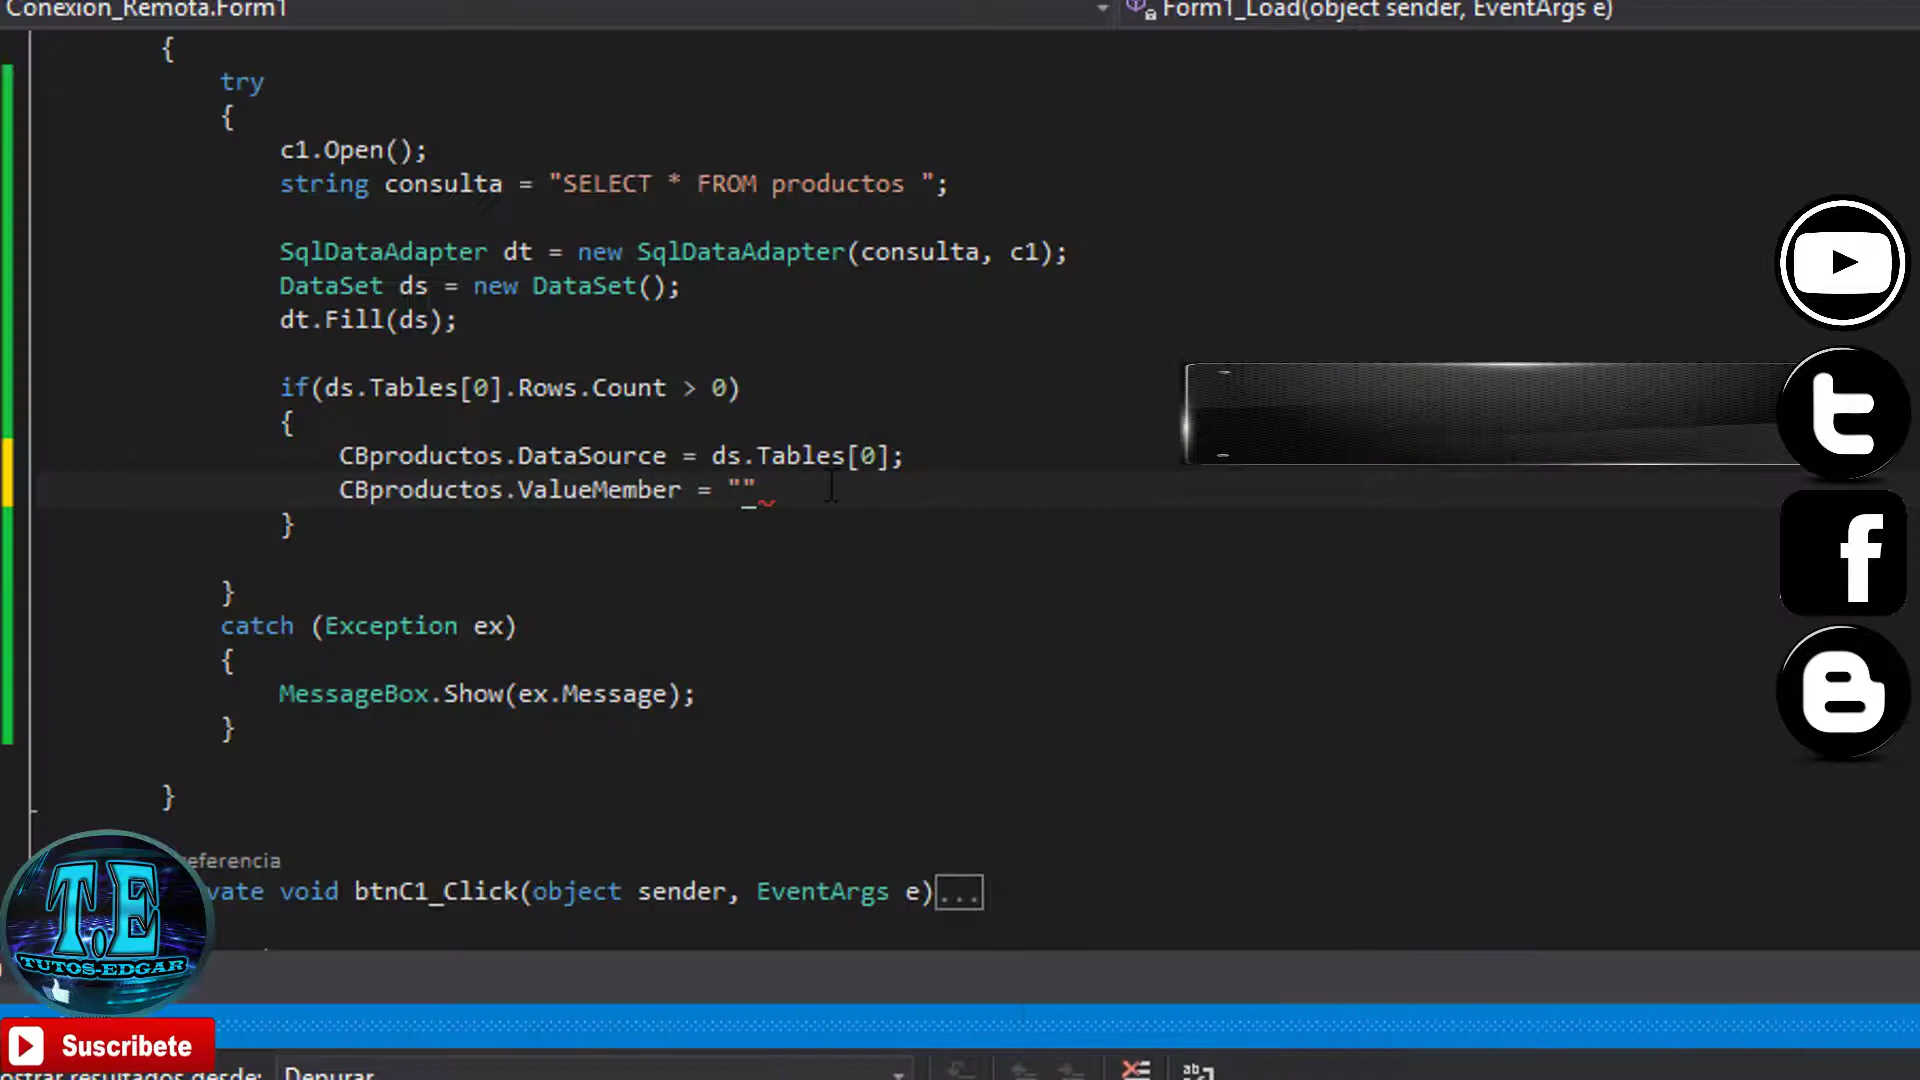 Conexion_Remota.Form1
Form1_Load(object sender, EventArgs e)
{
try
{
c1.Open();
string consulta = "SELECT * FROM productos ";
SqlDataAdapter dt = new SqlDataAdapter(consulta, c1);
DataSet ds = new DataSet();
dt.Fill(ds);
if(ds.Tables[0].Rows.Count > 0)
{
CBproductos.DataSource = ds.Tables[0];
CBproductos.ValueMember = ""
}
}
catch (Exception ex)
{
MessageBox.Show(ex.Message);
}
}
eferencia
vate void btnC1_Click(object sender, EventArgs e)...
T.E
TUTOS-EDGAR
Suscribete
ostrar resultados desde: Depurar